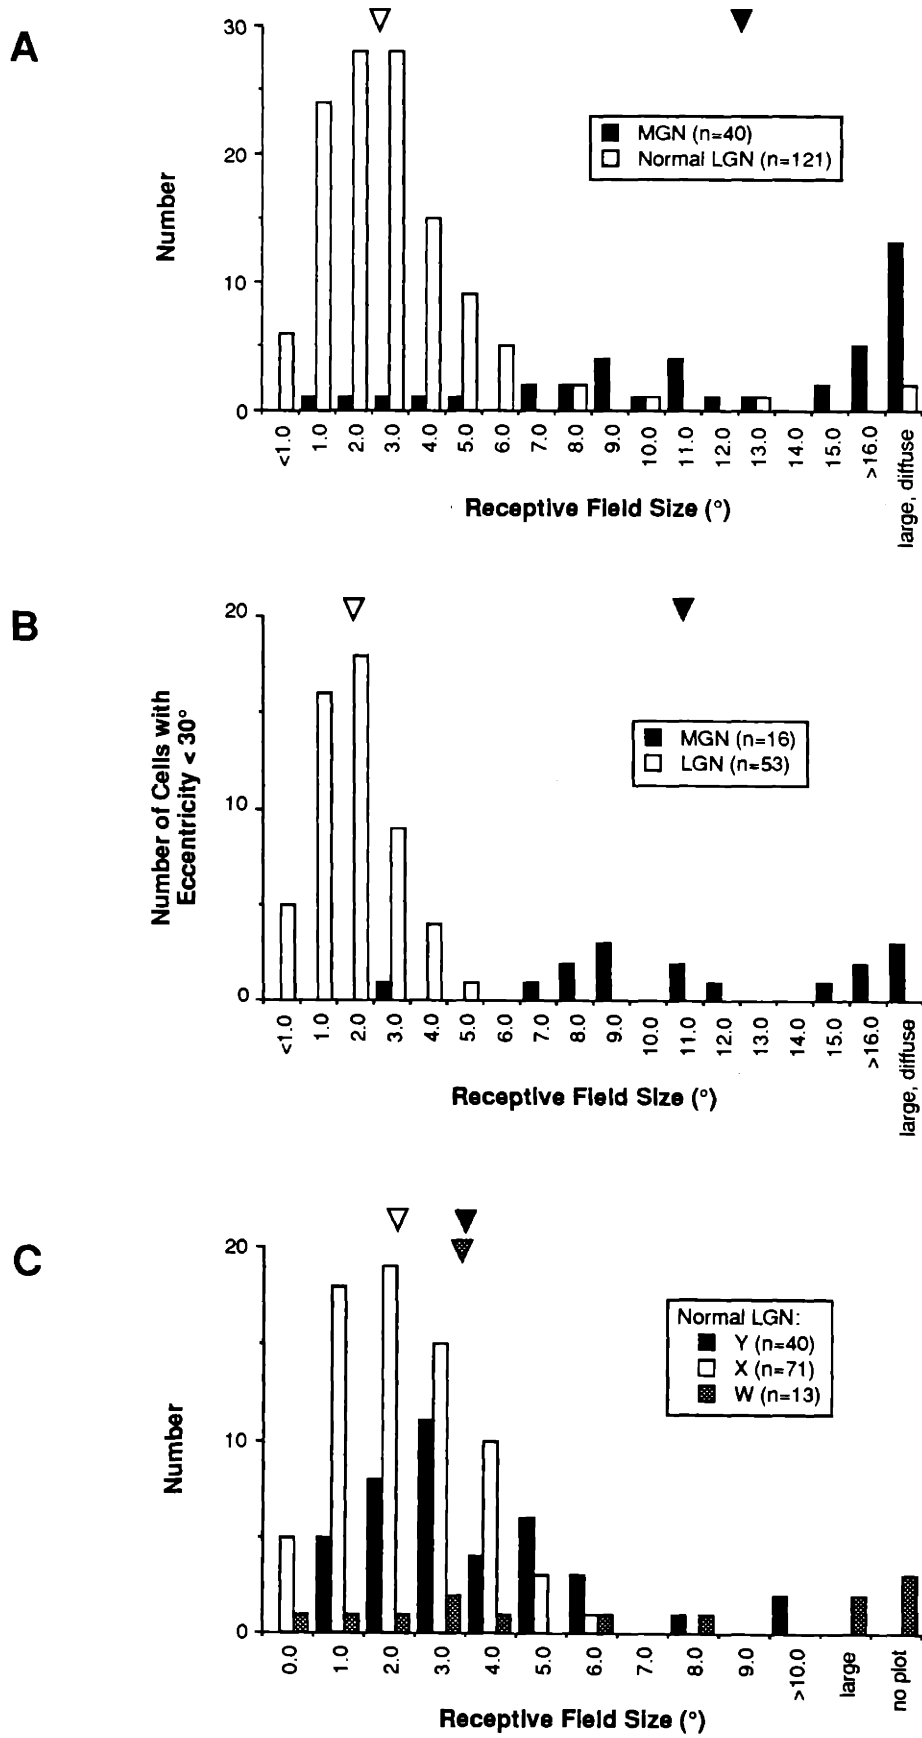 A
30
20
10
0
Number
MGN (n=40)
Normal LGN (n=121)
<1.0
1.0
2.0
3.0
4.0
5.0
6.0
7.0
8.0
9.0
10.0
11.0
12.0
13.0
14.0
15.0
>16.0
large, diffuse
Receptive Field Size (°)
B
20
10
0
Number of Cells with
Eccentricity < 30°
MGN (n=16)
LGN (n=53)
<1.0
1.0
2.0
3.0
4.0
5.0
6.0
7.0
8.0
9.0
10.0
11.0
12.0
13.0
14.0
15.0
>16.0
large, diffuse
Receptive Field Size (°)
C
20
10
0
Number
Normal LGN:
Y (n=40)
X (n=71)
W (n=13)
0.0
1.0
2.0
3.0
4.0
5.0
6.0
7.0
8.0
9.0
>10.0
large
no plot
Receptive Field Size (°)